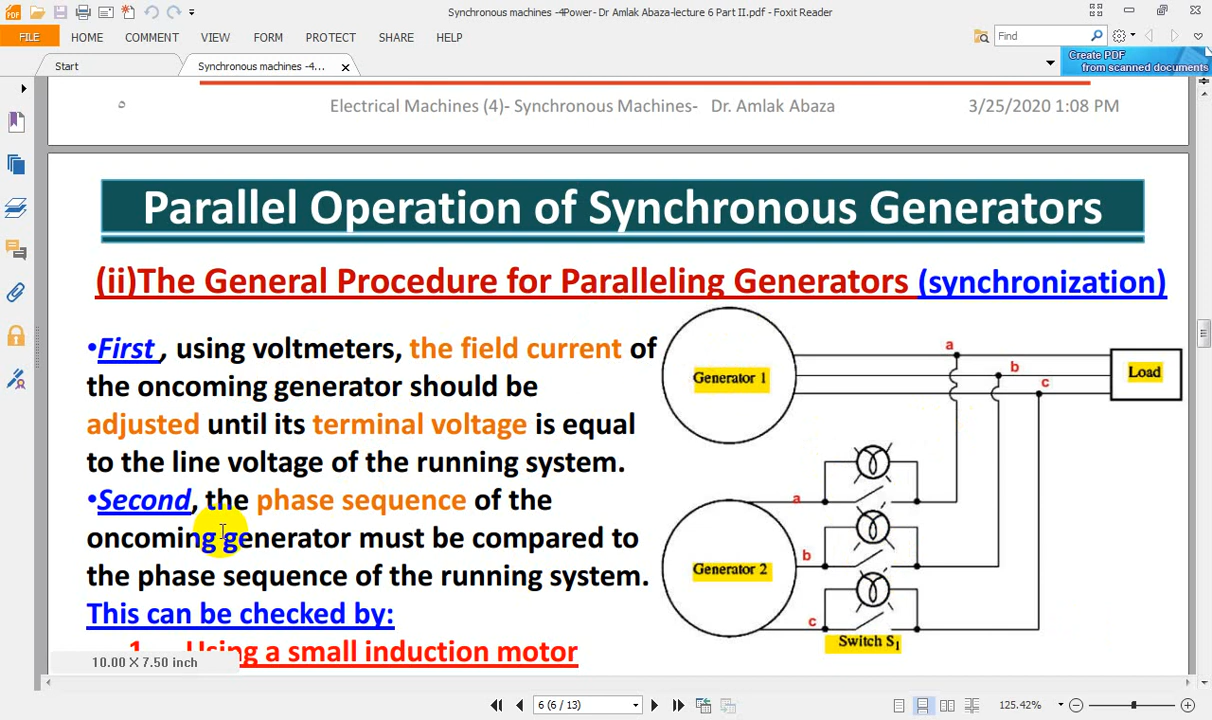 Synchronous machines -4Power- Dr Amlak Abaza-lecture 6 Part II.pdf - Foxit Reader
FILE HOME COMMENT VIEW FORM PROTECT SHARE HELP
Find
Start
Synchronous machines -4...
Create PDF
from scanned documents
٥ Electrical Machines (4)- Synchronous Machines- Dr. Amlak Abaza 3/25/2020 1:08 PM
Parallel Operation of Synchronous Generators
(ii)The General Procedure for Paralleling Generators (synchronization)
•First , using voltmeters, the field current of
the oncoming generator should be
adjusted until its terminal voltage is equal
to the line voltage of the running system.
•Second, the phase sequence of the
oncoming generator must be compared to
the phase sequence of the running system.
This can be checked by:
1. Using a small induction motor
Generator 1
a
b
c
Load
a
b
c
Generator 2
Switch S1
10.00 X 7.50 inch
6 (6 / 13)
125.42%